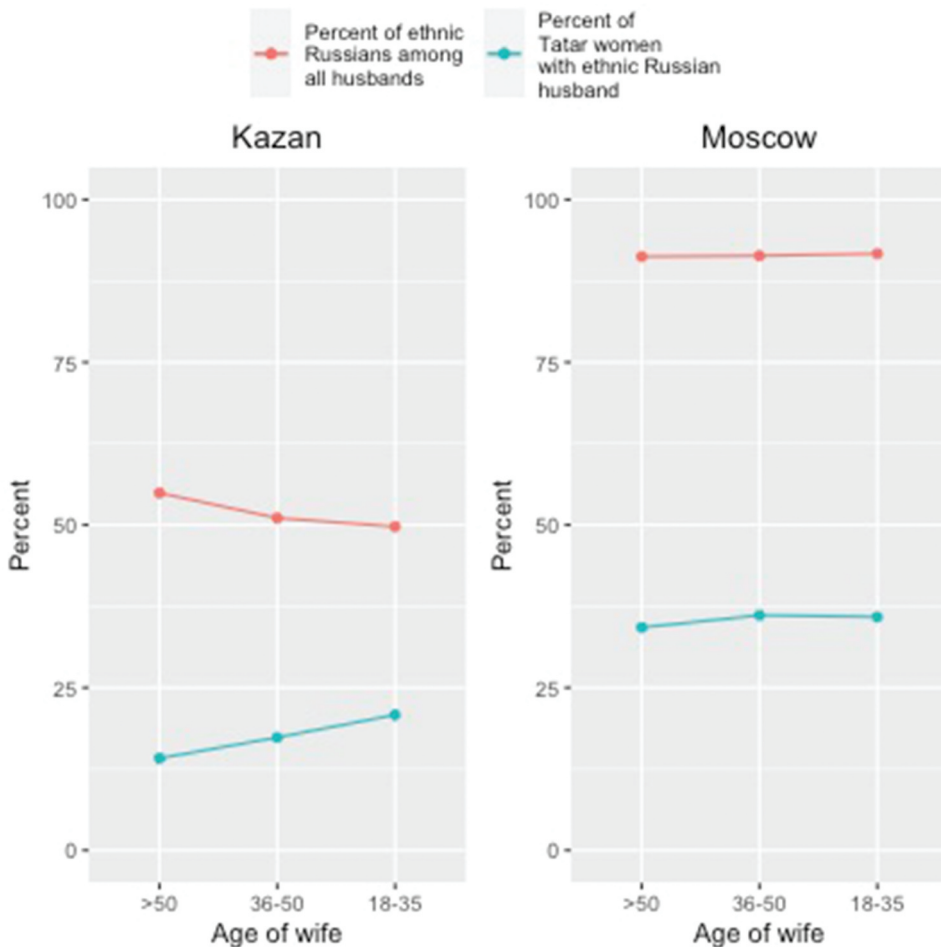 Percent of ethnic
Russians among
all husbands
Percent of
Tatar women
with ethnic Russian
husband
Kazan
Moscow
Percent
100
75
50
25
0
>50
36-50
18-35
Age of wife
Percent
100
75
50
25
0
>50
36-50
18-35
Age of wife